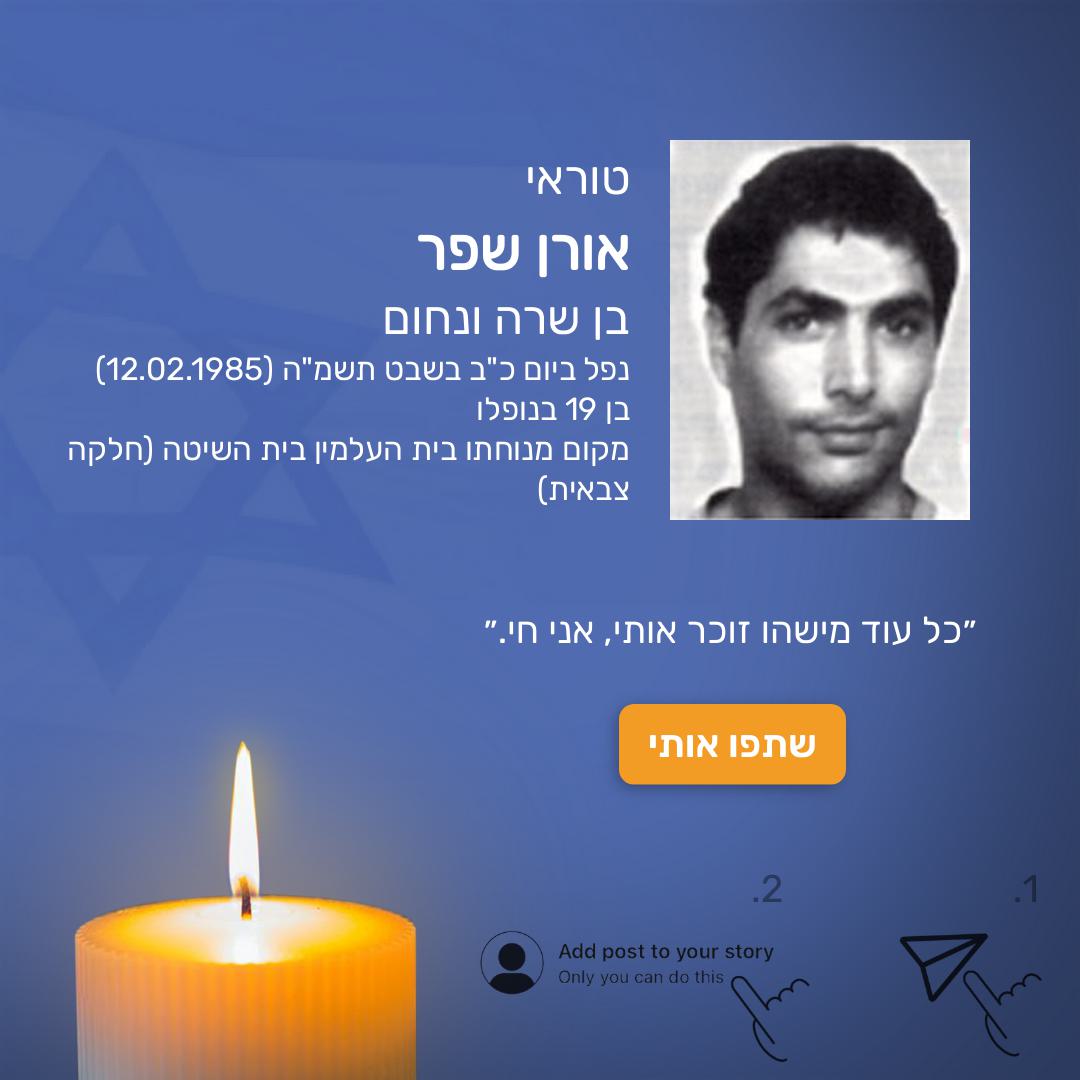 טוראי
אורן שפר
בן שרה ונחום
נפל ביום כ"ב בשבט תשמ"ה (12.02.1985)
בן 19 בנופלו
מקום מנוחתו בית העלמין בית השיטה (חלקה
צבאית)
״כל עוד מישהו זוכר אותי, אני חי.״
שתפו אותי
1.
2.
Add post to your story
Only you can do this